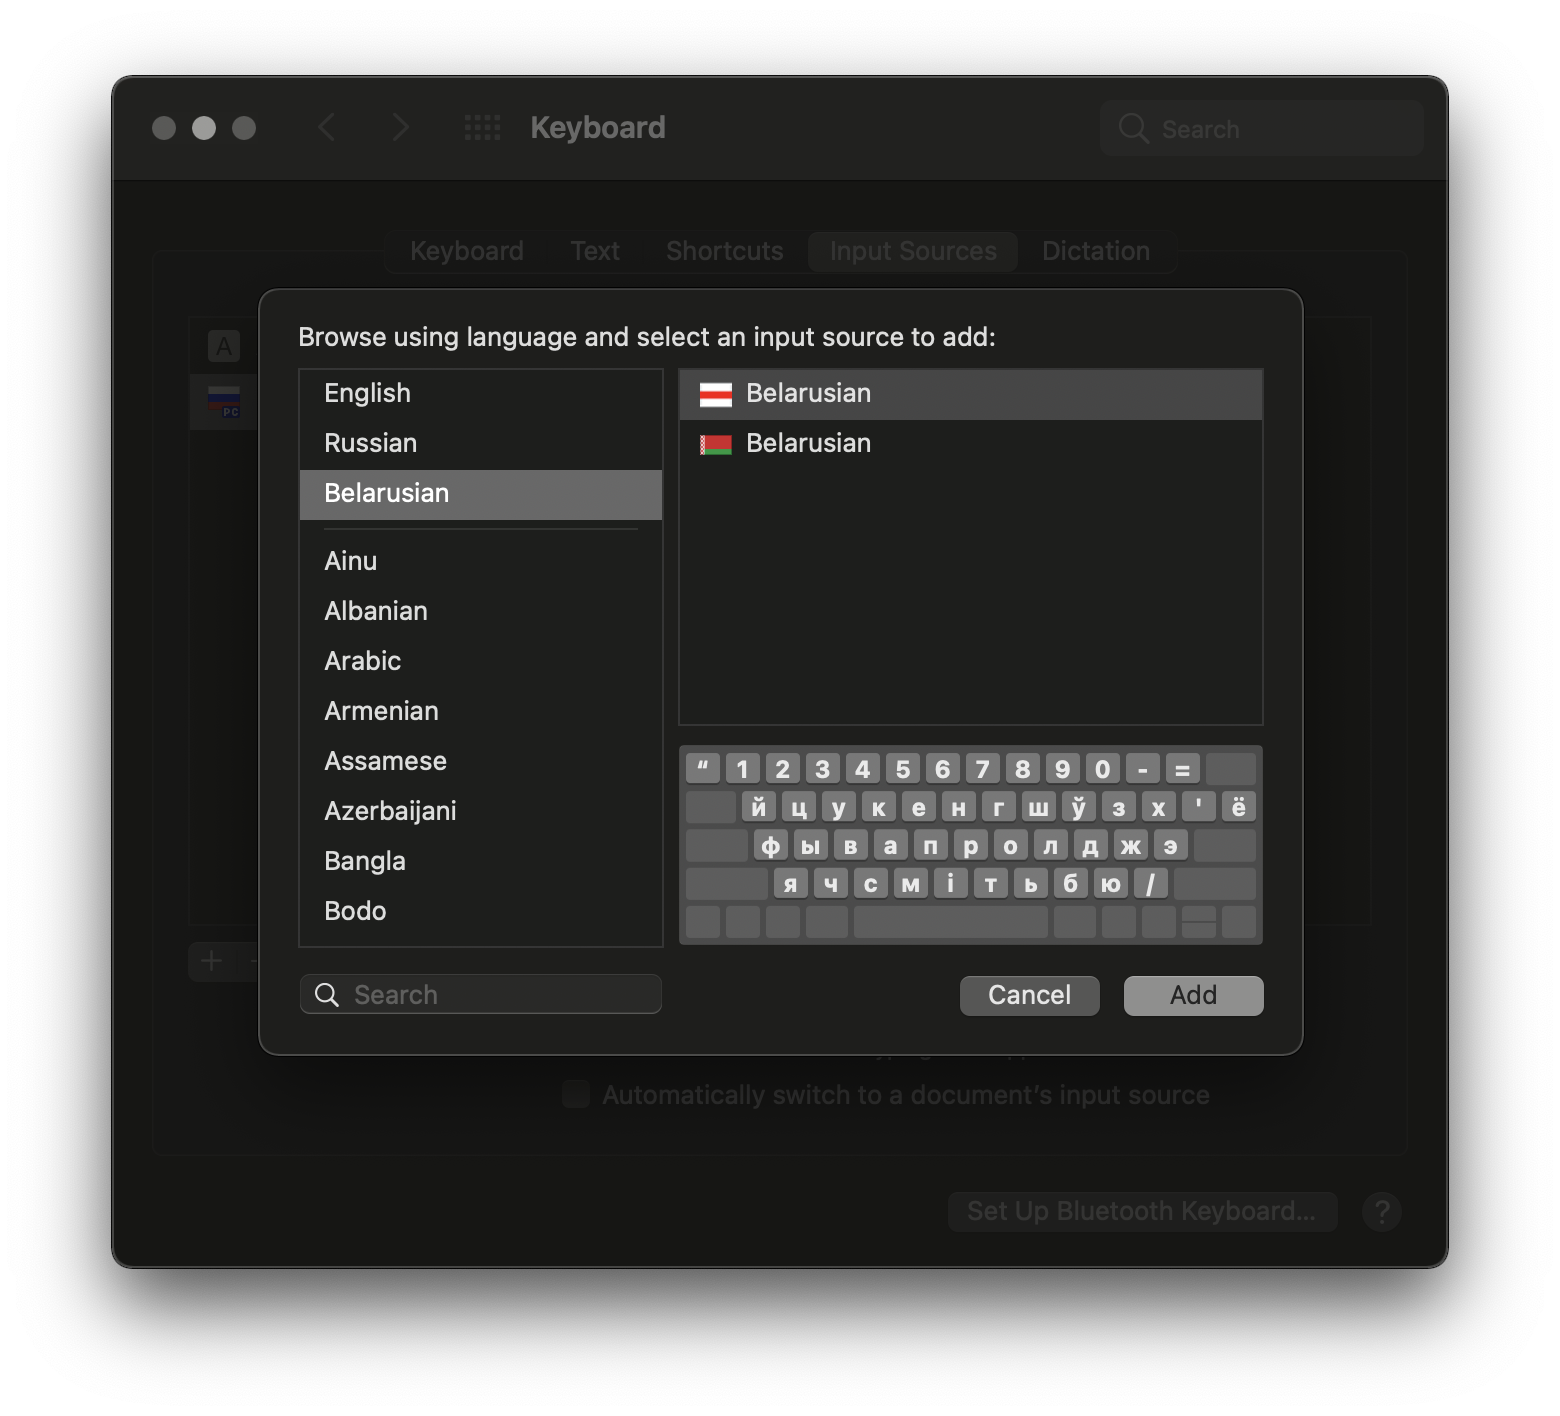 Keyboard
Search
Keyboard Text Shortcuts Input Sources Dictation
A
PC
Browse using language and select an input source to add:
English
Russian
Belarusian
Ainu
Albanian
Arabic
Armenian
Assamese
Azerbaijani
Bangla
Bodo
Search
Belarusian
Belarusian
“ 1 2 3 4 5 6 7 8 9 0 - =
й ц у к е н г ш ў з х ' ё
ф ы в а п р о л д ж э
я ч с м і т ь б ю /
Cancel Add
+ -
Automatically switch to a document’s input source
Set Up Bluetooth Keyboard... ?